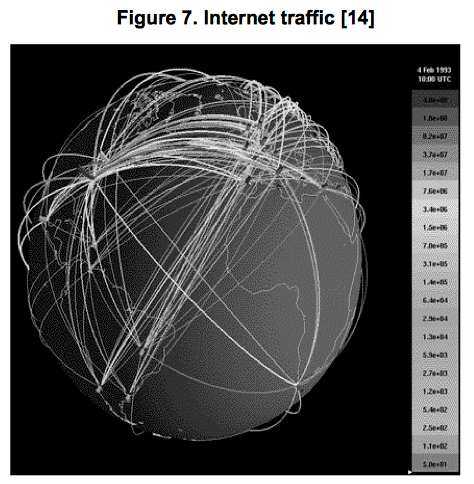 Figure 7. Internet traffic [14]
4 Feb 1993
10:00 UTC
4.0e+08
1.8e+08
8.2e+07
3.7e+07
1.7e+07
7.6e+06
3.4e+06
1.5e+06
7.0e+05
3.1e+05
1.4e+05
6.4e+04
2.9e+04
1.3e+04
5.9e+03
2.7e+03
1.2e+03
5.4e+02
2.5e+02
1.1e+02
5.0e+01